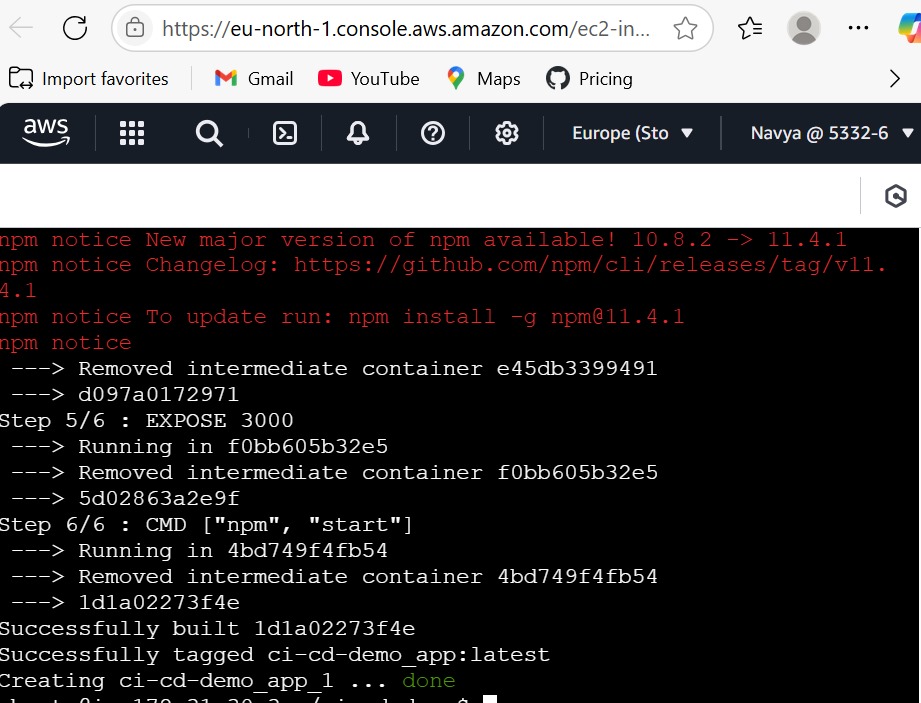 https://eu-north-1.console.aws.amazon.com/ec2-in...
Import favorites Gmail YouTube Maps Pricing
aws Europe (Sto Navya @ 5332-6
npm notice New major version of npm available! 10.8.2 -> 11.4.1
npm notice Changelog: https://github.com/npm/cli/releases/tag/v11.
4.1
npm notice To update run: npm install -g npm@11.4.1
npm notice
---> Removed intermediate container e45db3399491
---> d097a0172971
Step 5/6 : EXPOSE 3000
---> Running in f0bb605b32e5
---> Removed intermediate container f0bb605b32e5
---> 5d02863a2e9f
Step 6/6 : CMD ["npm", "start"]
---> Running in 4bd749f4fb54
---> Removed intermediate container 4bd749f4fb54
---> 1d1a02273f4e
Successfully built 1d1a02273f4e
Successfully tagged ci-cd-demo_app:latest
Creating ci-cd-demo_app_1 ... done